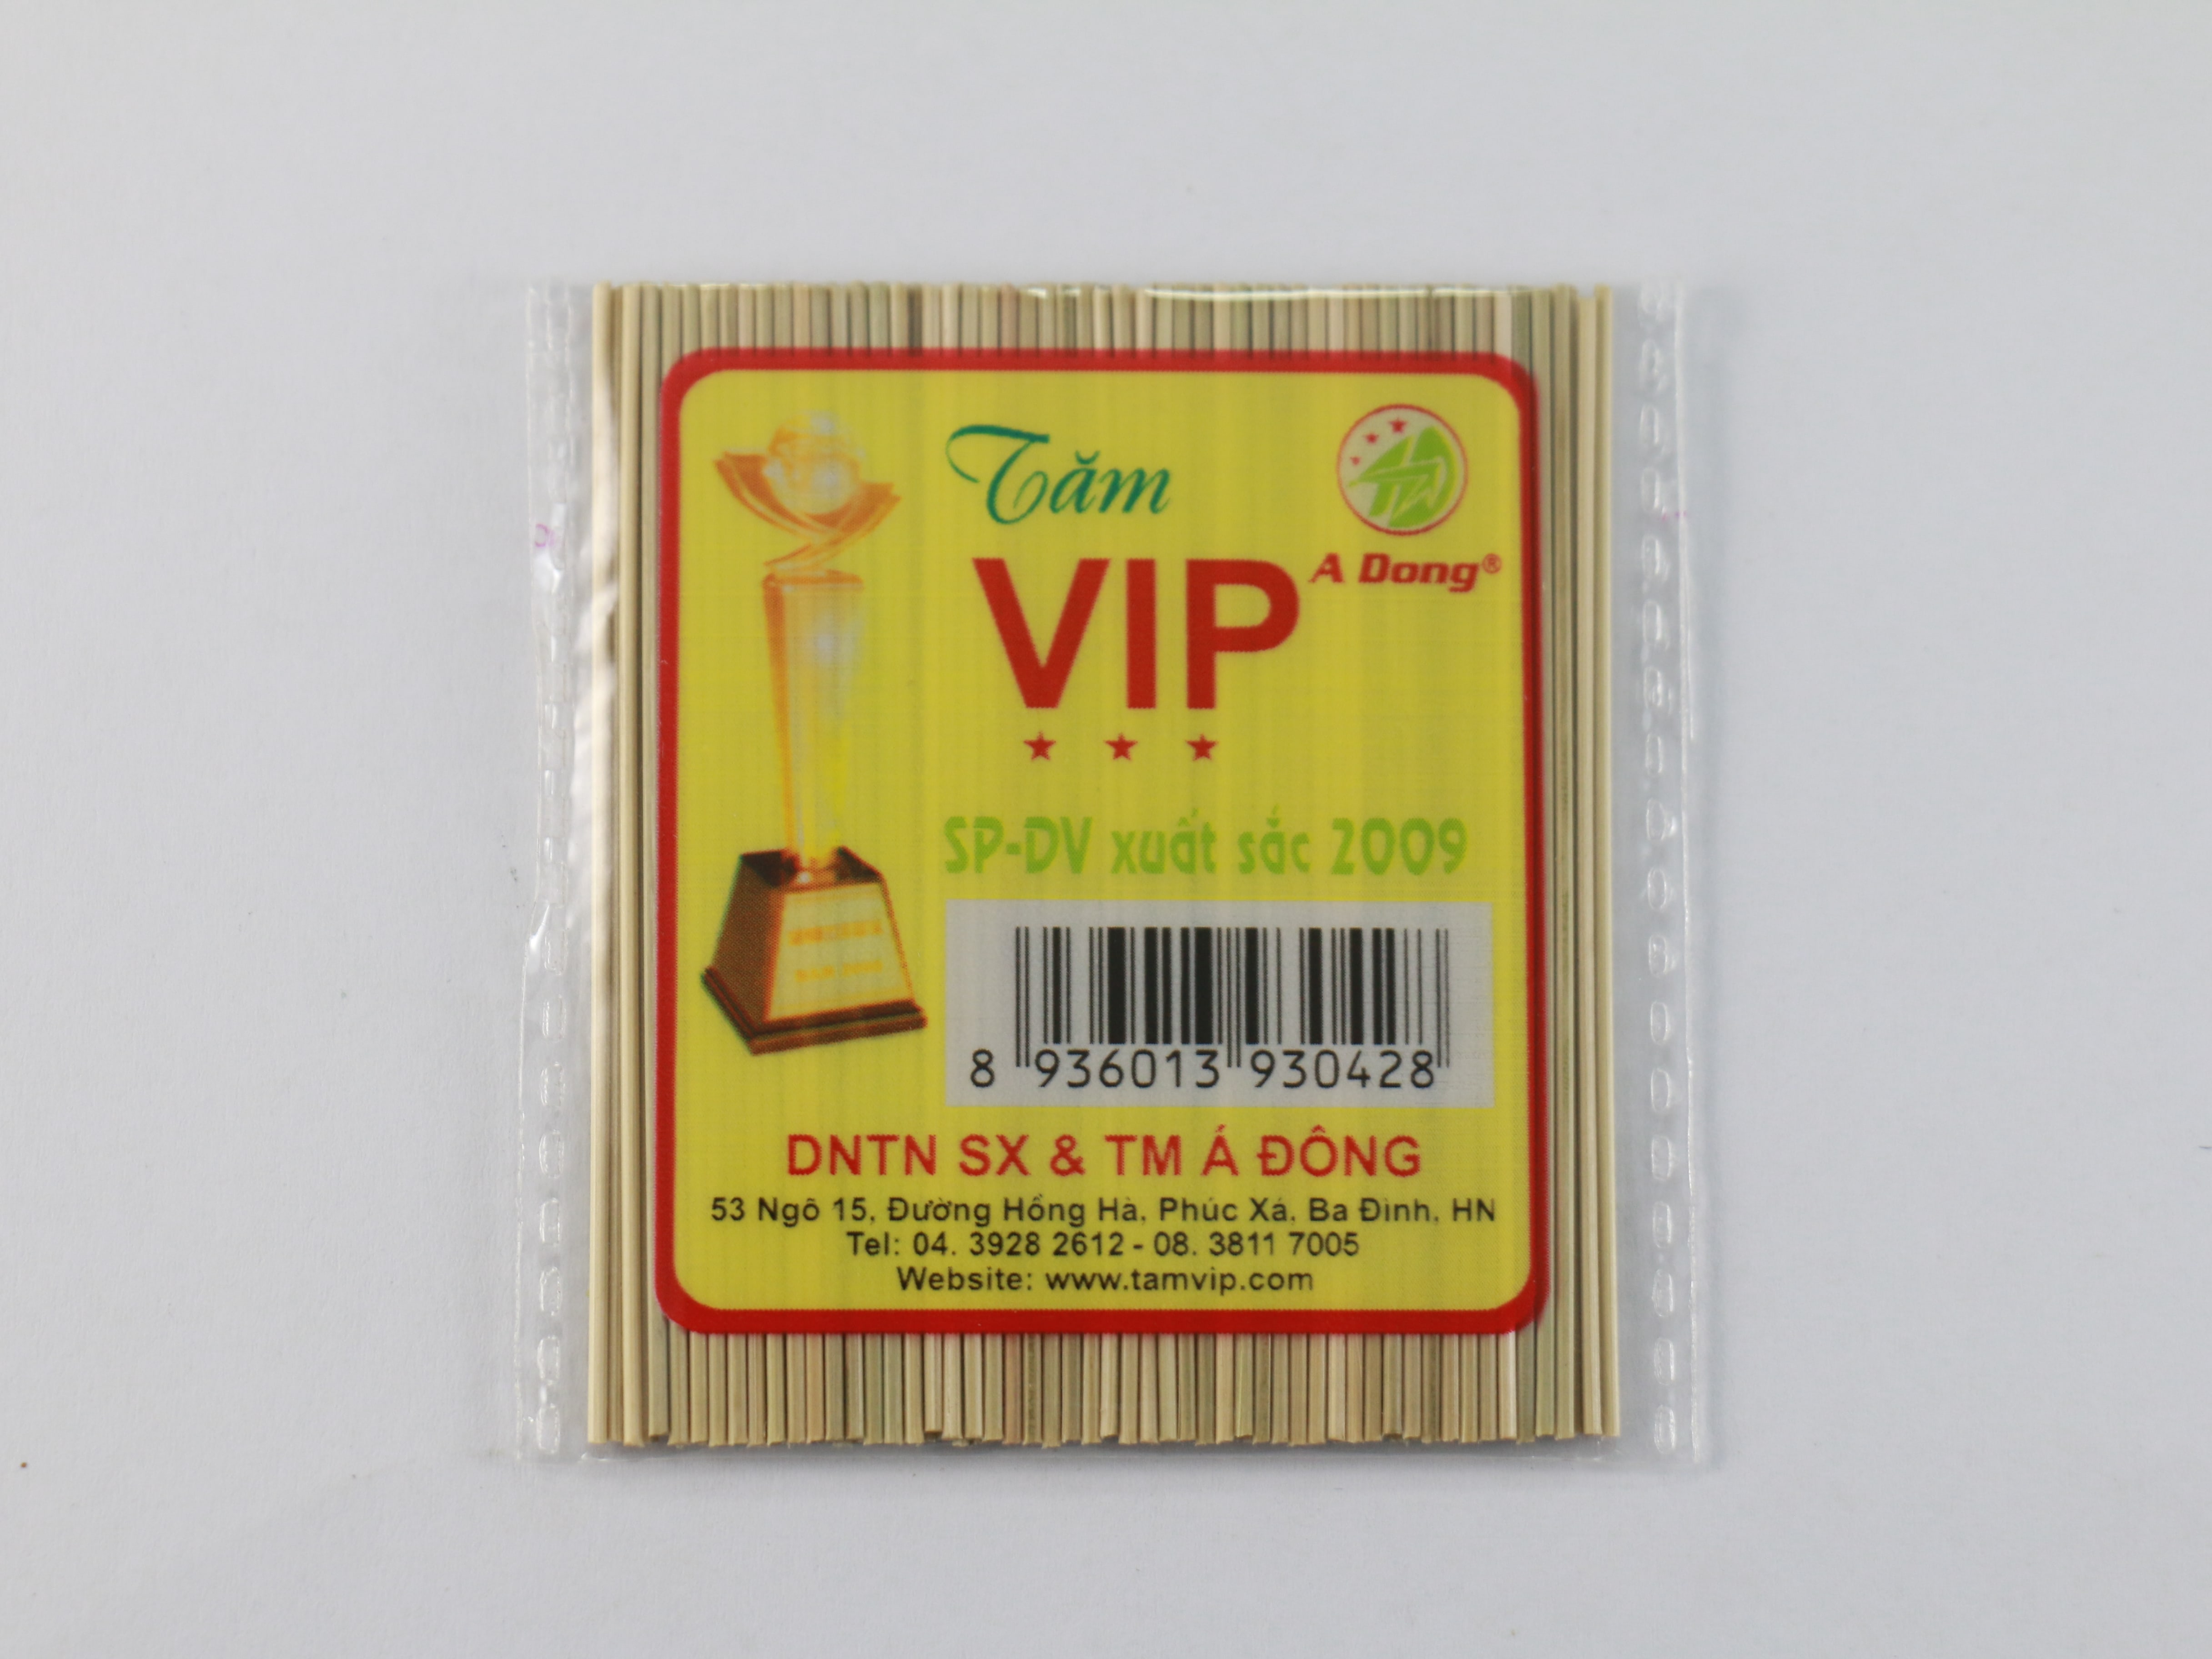 Tăm
VIP
A Dong®
SP-DV xuất sắc 2009
8 936013 930428
DNTN SX & TM Á ĐÔNG
53 Ngõ 15, Đường Hồng Hà, Phúc Xá, Ba Đình, HN
Tel: 04. 3928 2612 - 08. 3811 7005
Website: www.tamvip.com